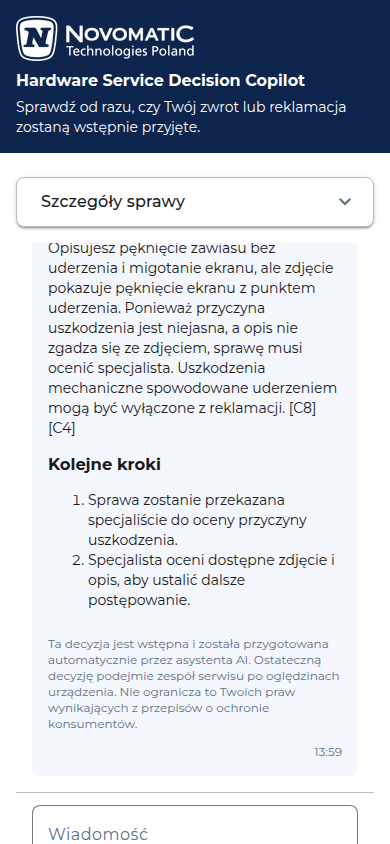 N NOVOMATIC
Technologies Poland
Hardware Service Decision Copilot
Sprawdź od razu, czy Twój zwrot lub reklamacja
zostaną wstępnie przyjęte.
Szczegóły sprawy
Opisujesz pęknięcie zawiasu bez
uderzenia i migotanie ekranu, ale zdjęcie
pokazuje pęknięcie ekranu z punktem
uderzenia. Ponieważ przyczyna
uszkodzenia jest niejasna, a opis nie
zgadza się ze zdjęciem, sprawę musi
ocenić specjalista. Uszkodzenia
mechaniczne spowodowane uderzeniem
mogą być wyłączone z reklamacji. [C8]
[C4]
Kolejne kroki
1. Sprawa zostanie przekazana
specjaliście do oceny przyczyny
uszkodzenia.
2. Specjalista oceni dostępne zdjęcie i
opis, aby ustalić dalsze
postępowanie.
Ta decyzja jest wstępna i została przygotowana
automatycznie przez asystenta AI. Ostateczną
decyzję podejmie zespół serwisu po oględzinach
urządzenia. Nie ogranicza to Twoich praw
wynikających z przepisów o ochronie
konsumentów.
13:59
Wiadomość